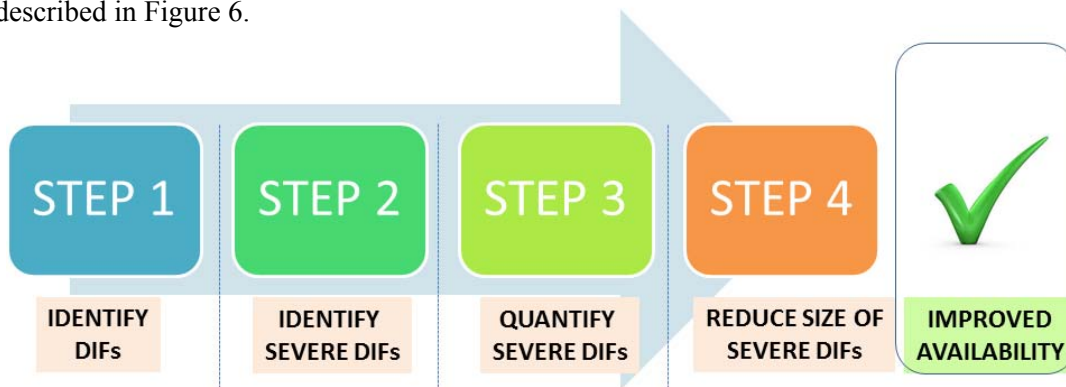 described in Figure 6.
STEP 1
STEP 2
STEP 3
STEP 4
IDENTIFY
DIFs
IDENTIFY
SEVERE DIFs
QUANTIFY
SEVERE DIFs
REDUCE SIZE OF
SEVERE DIFs
IMPROVED
AVAILABILITY